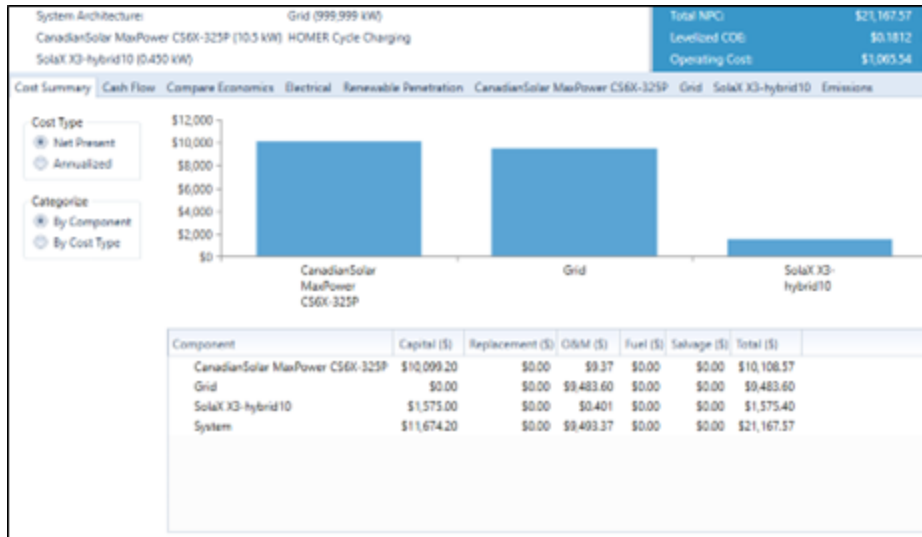 System Architecture: Grid (999,999 kW) Total NPC: $21,167.57
CanadianSolar MaxPower CS6X-325P (10.5 kW) HOMER Cycle Charging Levelized COE: $0.1812
SolaX X3-hybrid10 (0.450 kW) Operating Cost: $1,065.54
Cost Summary Cash Flow Compare Economics Electrical Renewable Penetration CanadianSolar MaxPower CS6X-325P Grid SolaX X3-hybrid10 Emissions
Cost Type
Net Present
Annualized
Categorize
By Component
By Cost Type
$12,000
$10,000
$8,000
$6,000
$4,000
$2,000
$0
CanadianSolar
MaxPower
CS6X-325P
Grid
SolaX X3-
hybrid10
Component Capital ($) Replacement ($) O&M ($) Fuel ($) Salvage ($) Total ($)
CanadianSolar MaxPower CS6X-325P $10,099.20 $0.00 $9.37 $0.00 $0.00 $10,108.57
Grid $0.00 $0.00 $9,483.60 $0.00 $0.00 $9,483.60
SolaX X3-hybrid10 $1,575.00 $0.00 $0.401 $0.00 $0.00 $1,575.40
System $11,674.20 $0.00 $9,493.37 $0.00 $0.00 $21,167.57